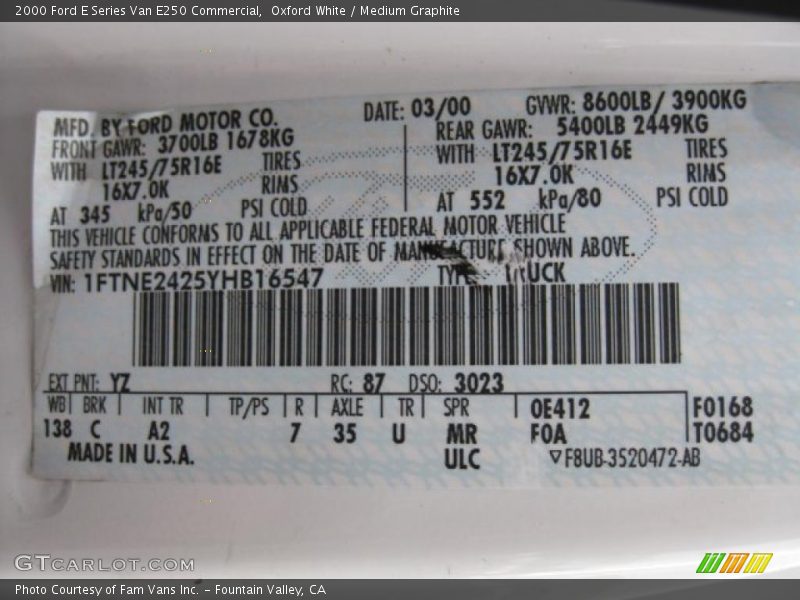 2000 Ford E Series Van E250 Commercial, Oxford White / Medium Graphite
MFD. BY FORD MOTOR CO.
DATE: 03/00
GVWR: 8600LB/ 3900KG
FRONT GAWR: 3700LB 1678KG
REAR GAWR: 5400LB 2449KG
WITH LT245/75R16E TIRES
WITH LT245/75R16E TIRES
16X7.0K RIMS
16X7.0K RIMS
AT 345 kPa/50 PSI COLD
AT 552 kPa/80 PSI COLD
THIS VEHICLE CONFORMS TO ALL APPLICABLE FEDERAL MOTOR VEHICLE
SAFETY STANDARDS IN EFFECT ON THE DATE OF MANUFACTURE SHOWN ABOVE.
VIN: 1FTNE2425YHB16547
TYPE: TRUCK
EXT PNT: YZ RC: 87 DSO: 3023
WB BRK INT TR TP/PS R AXLE TR SPR 0E412 F0168
138 C A2 7 35 U MR F0A T0684
MADE IN U.S.A. ULC ▽F8UB-3520472-AB
GTCARLOT.COM
Photo Courtesy of Fam Vans Inc. – Fountain Valley, CA